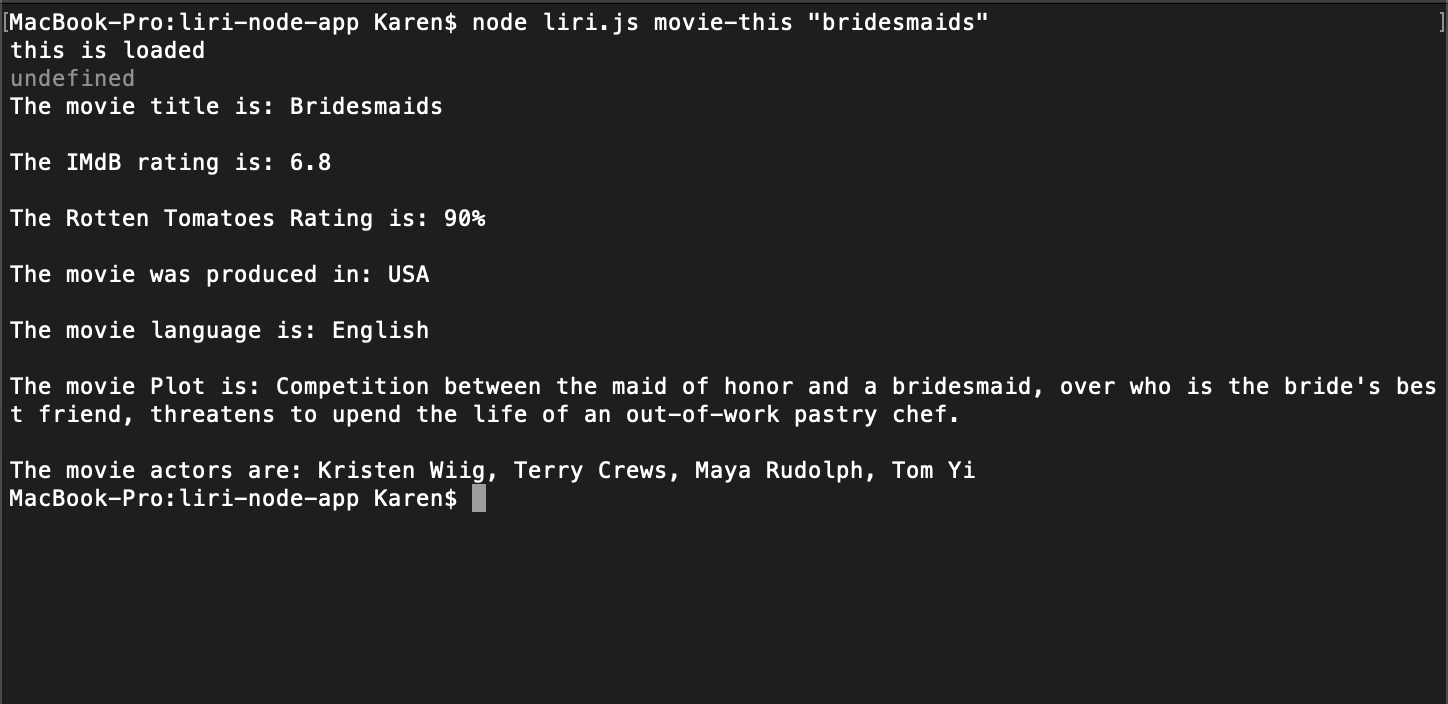 [MacBook-Pro:liri-node-app Karen$ node liri.js movie-this "bridesmaids" ]
this is loaded
undefined
The movie title is: Bridesmaids
The IMdB rating is: 6.8
The Rotten Tomatoes Rating is: 90%
The movie was produced in: USA
The movie language is: English
The movie Plot is: Competition between the maid of honor and a bridesmaid, over who is the bride's bes
t friend, threatens to upend the life of an out-of-work pastry chef.
The movie actors are: Kristen Wiig, Terry Crews, Maya Rudolph, Tom Yi
MacBook-Pro:liri-node-app Karen$